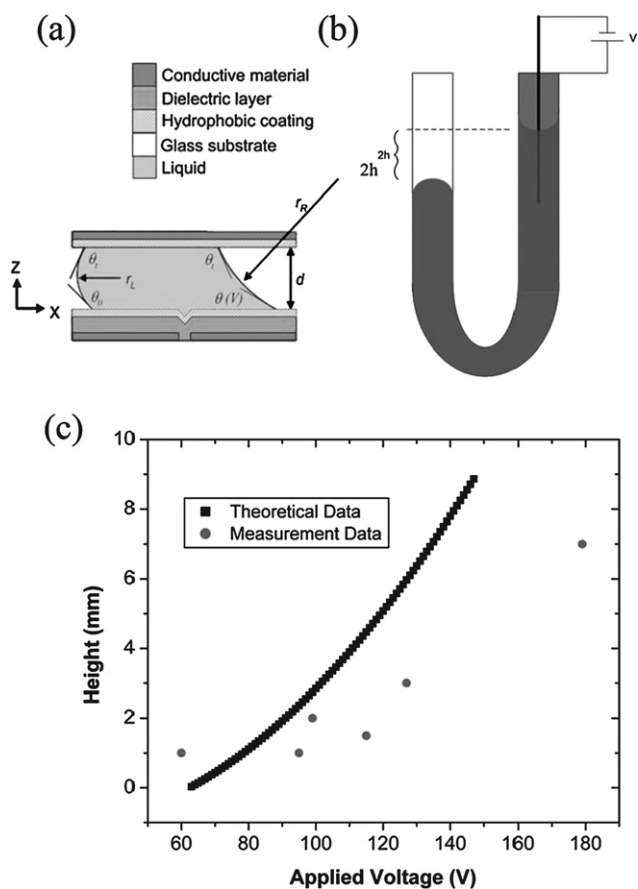 (a)
Conductive material
Dielectric layer
Hydrophobic coating
Glass substrate
Liquid
r_R
θ_t
θ_t
r_L
d
θ_0
θ(V)
Z
X
(b)
V
2h
2h
(c)
10
8
6
4
2
0
Height (mm)
Theoretical Data
Measurement Data
60
80
100
120
140
160
180
Applied Voltage (V)